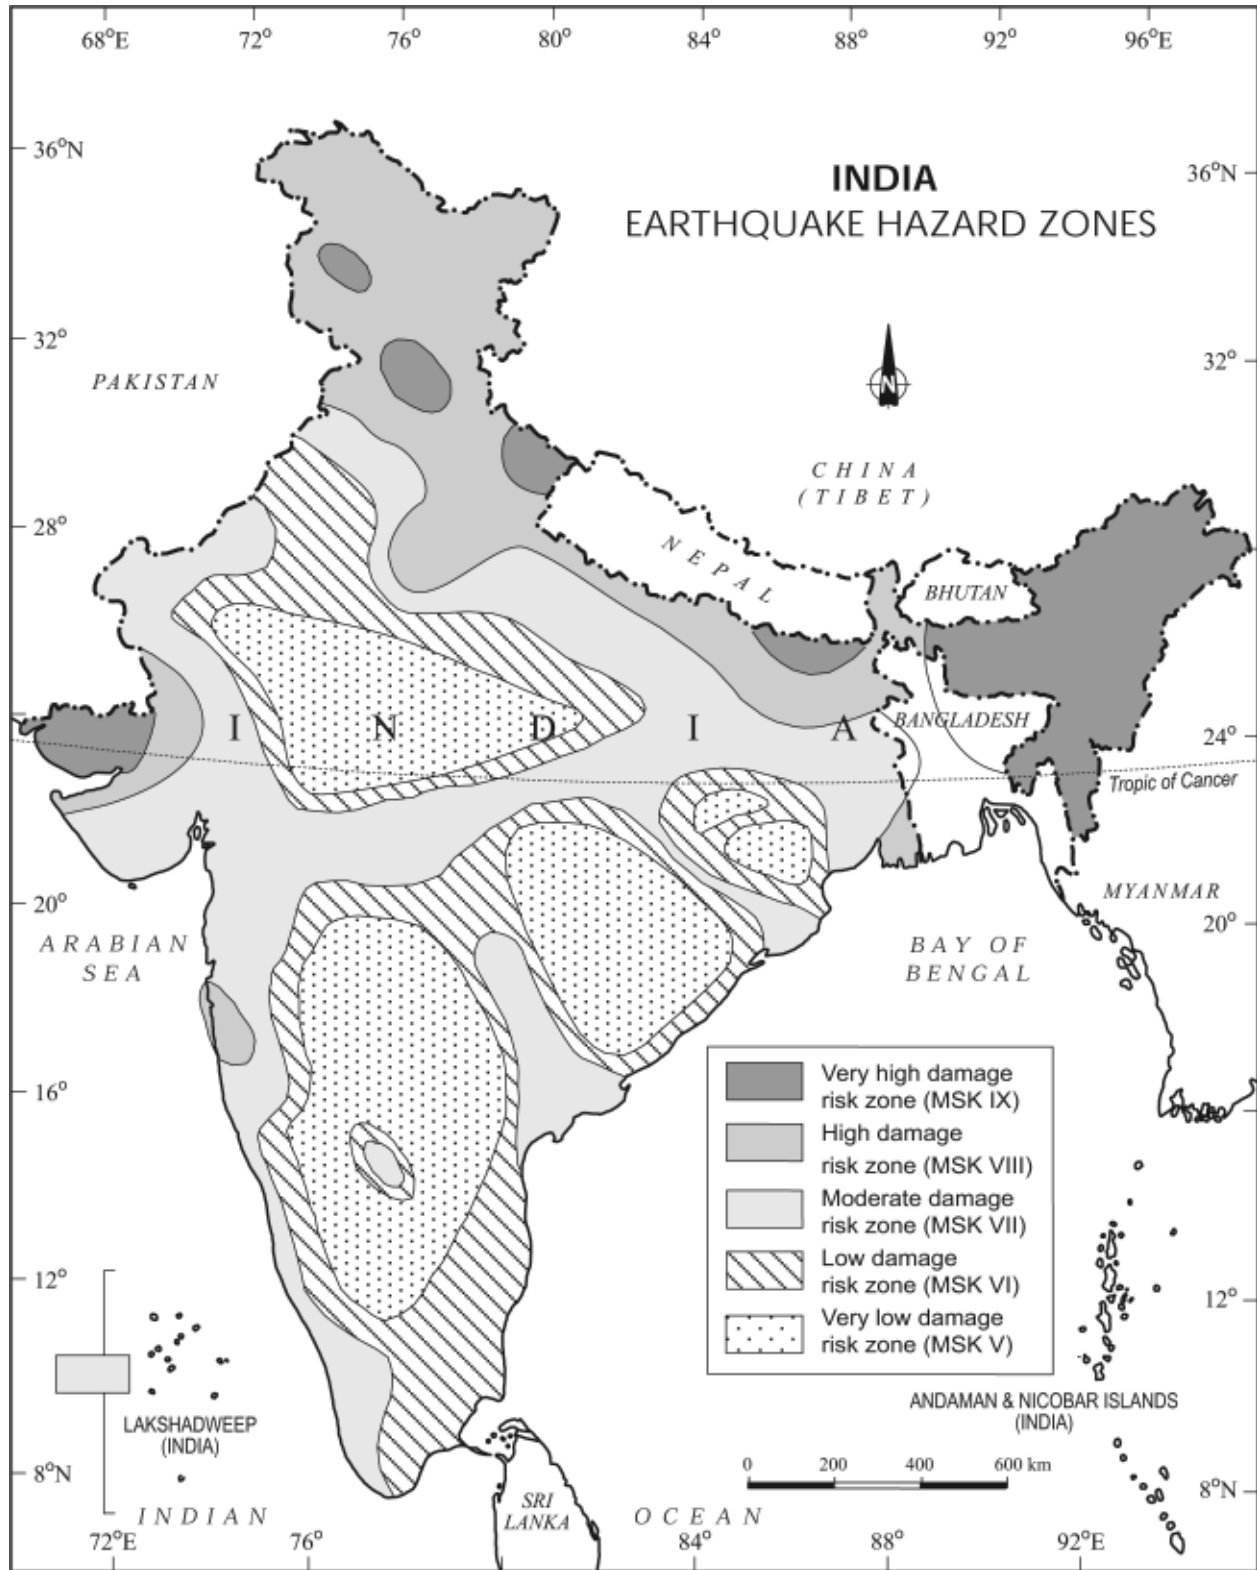 68°E 72° 76° 80° 84° 88° 92° 96°E
36°N
36°N
INDIA
EARTHQUAKE HAZARD ZONES
32°
32°
PAKISTAN
N
CHINA
(TIBET)
28°
NEPAL
BHUTAN
I N D I A
BANGLADESH
24°
Tropic of Cancer
20°
20°
MYANMAR
ARABIAN
SEA
BAY OF
BENGAL
16°
Very high damage
risk zone (MSK IX)
High damage
risk zone (MSK VIII)
Moderate damage
risk zone (MSK VII)
Low damage
risk zone (MSK VI)
Very low damage
risk zone (MSK V)
12°
12°
LAKSHADWEEP
(INDIA)
ANDAMAN & NICOBAR ISLANDS
(INDIA)
8°N
8°N
0 200 400 600 km
SRI
LANKA
INDIAN OCEAN
72°E 76° 84° 88° 92°E